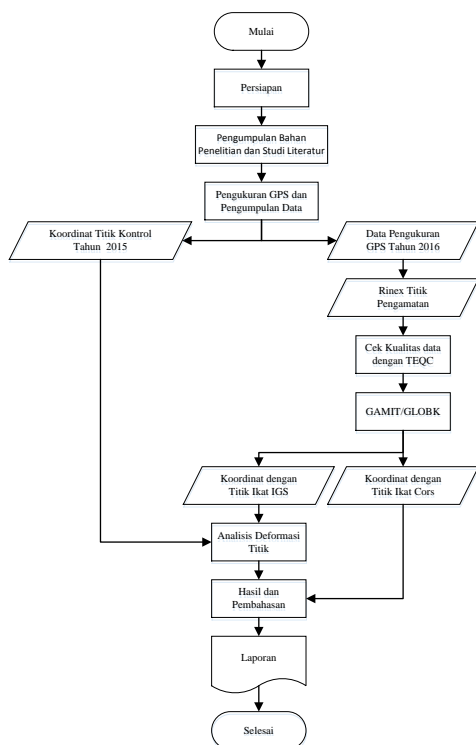 Mulai
Persiapan
Pengumpulan Bahan
Penelitian dan Studi Literatur
Pengukuran GPS dan
Pengumpulan Data
Koordinat Titik Kontrol
Tahun 2015
Data Pengukuran
GPS Tahun 2016
Rinex Titik
Pengamatan
Cek Kualitas data
dengan TEQC
GAMIT/GLOBK
Koordinat dengan
Titik Ikat IGS
Koordinat dengan
Titik Ikat Cors
Analisis Deformasi
Titik
Hasil dan
Pembahasan
Laporan
Selesai